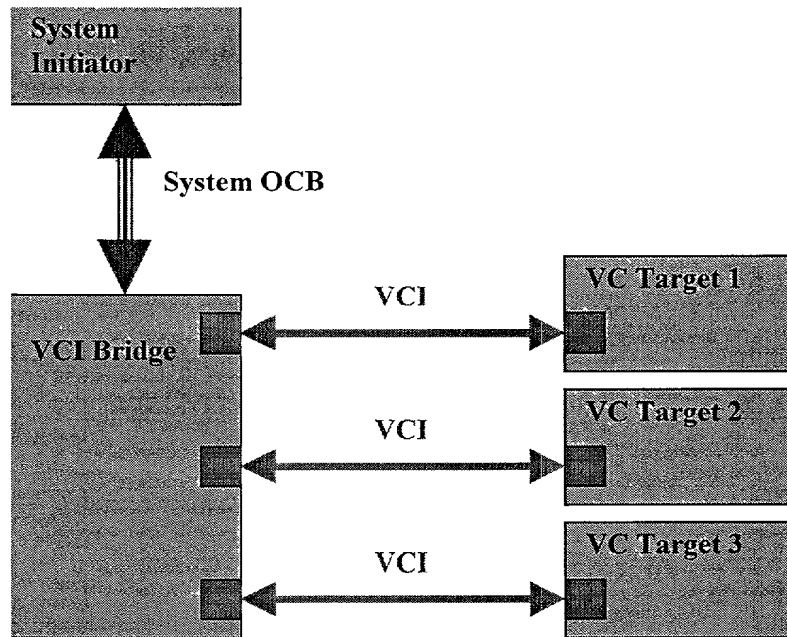 System
Initiator
System OCB
VCI
VC Target 1
VCI Bridge
VCI
VC Target 2
VCI
VC Target 3